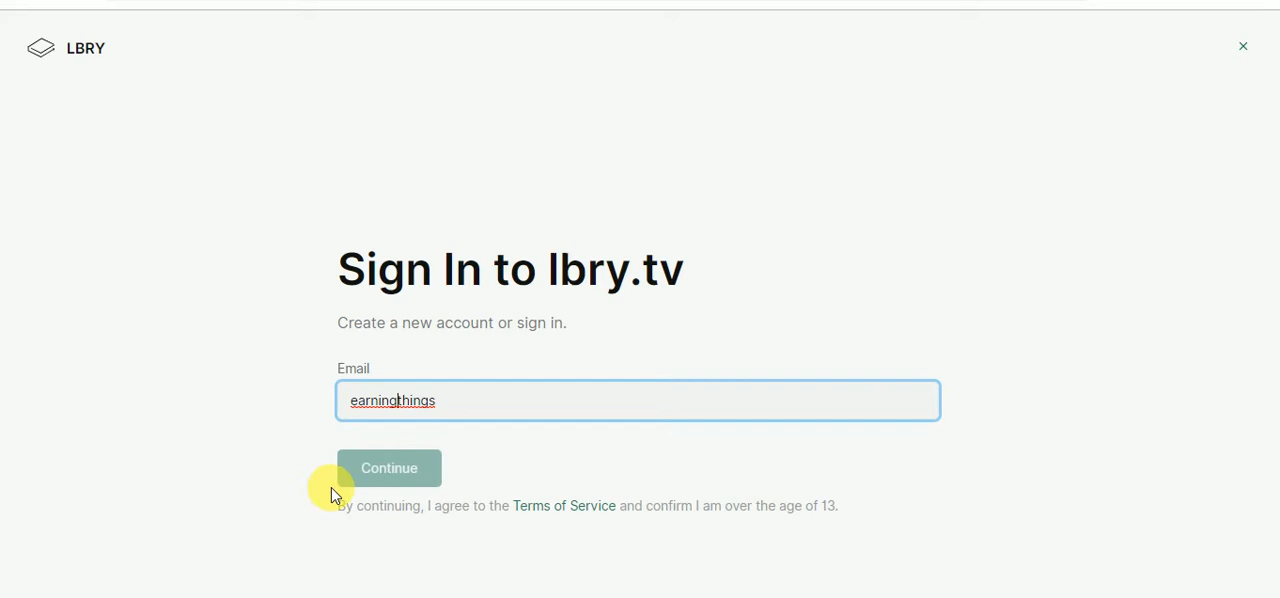 LBRY
×
Sign In to lbry.tv
Create a new account or sign in.
Email
earningthings
Continue
By continuing, I agree to the Terms of Service and confirm I am over the age of 13.